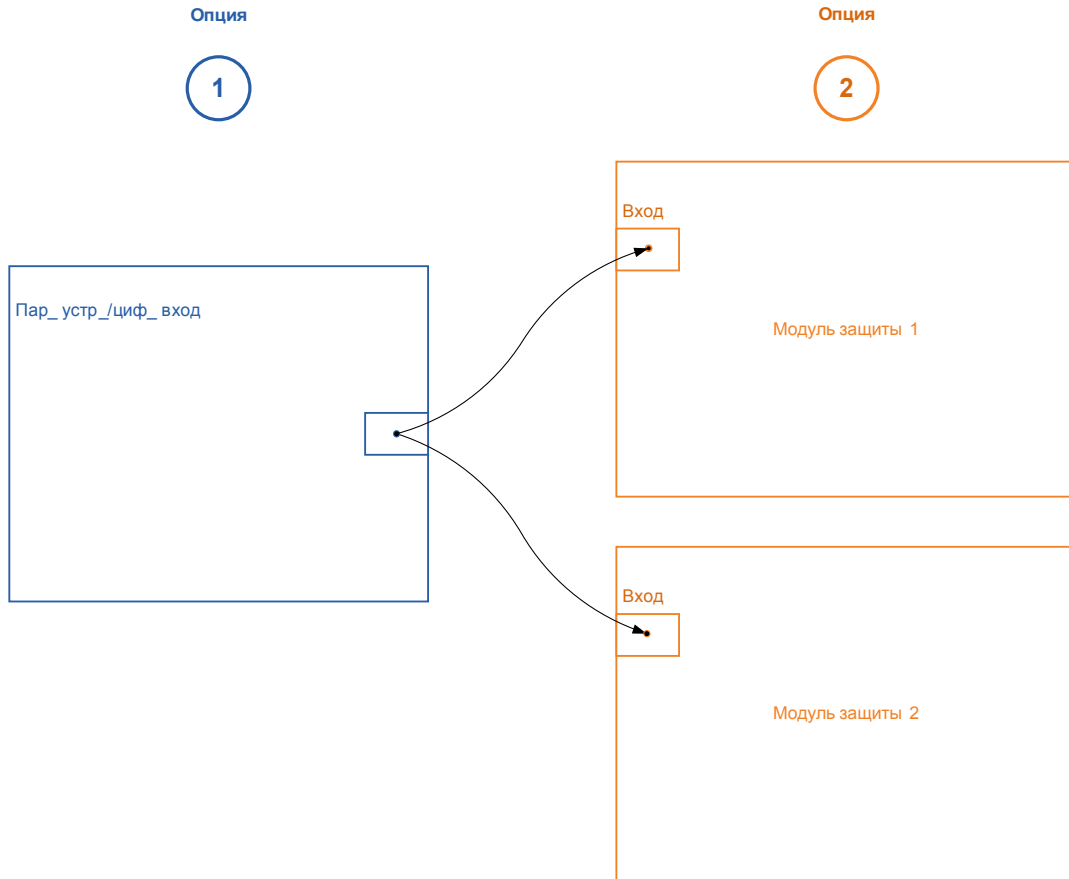 Опция
Опция
1
2
Вход
Пар_ устр_/циф_ вход
Модуль защиты 1
Вход
Модуль защиты 2